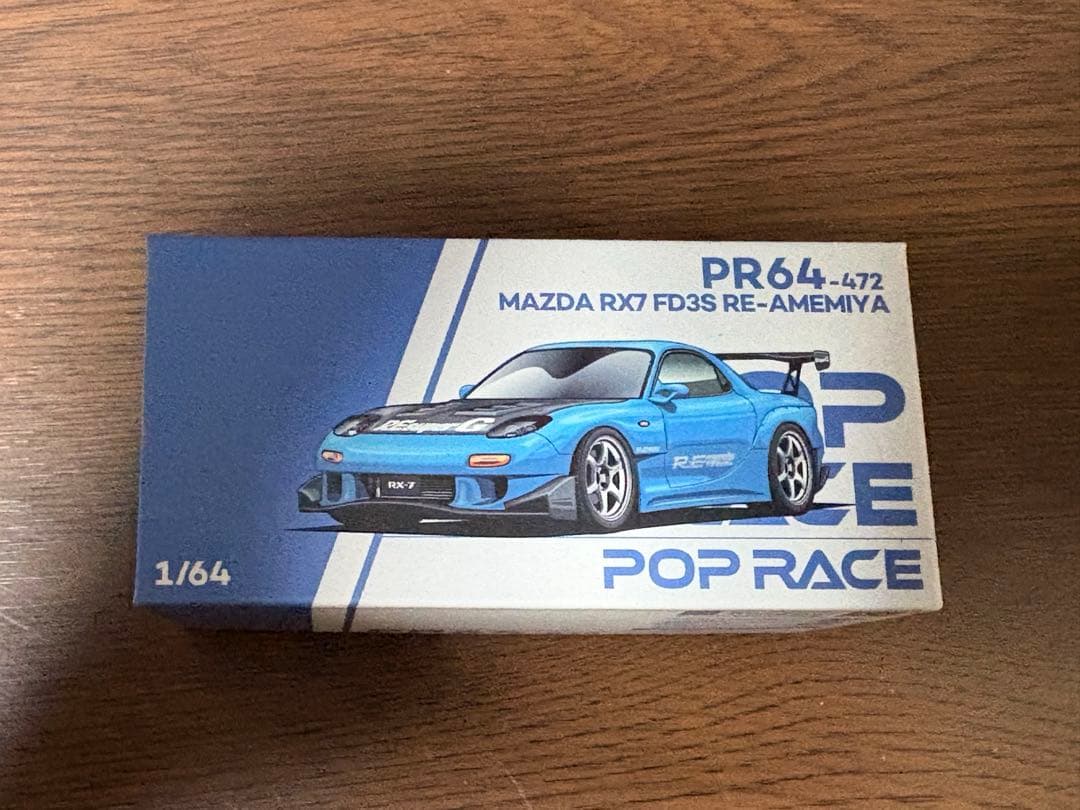 PR64-472
MAZDA RX7 FD3S RE-AMEMIYA
RX-7
1/64
POP RACE